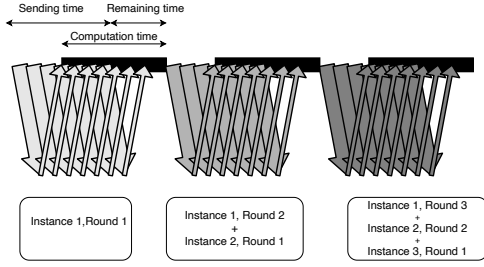 Sending time Remaining time
Computation time
Instance 1,Round 1
Instance 1, Round 2
+
Instance 2, Round 1
Instance 1, Round 3
+
Instance 2, Round 2
+
Instance 3, Round 1